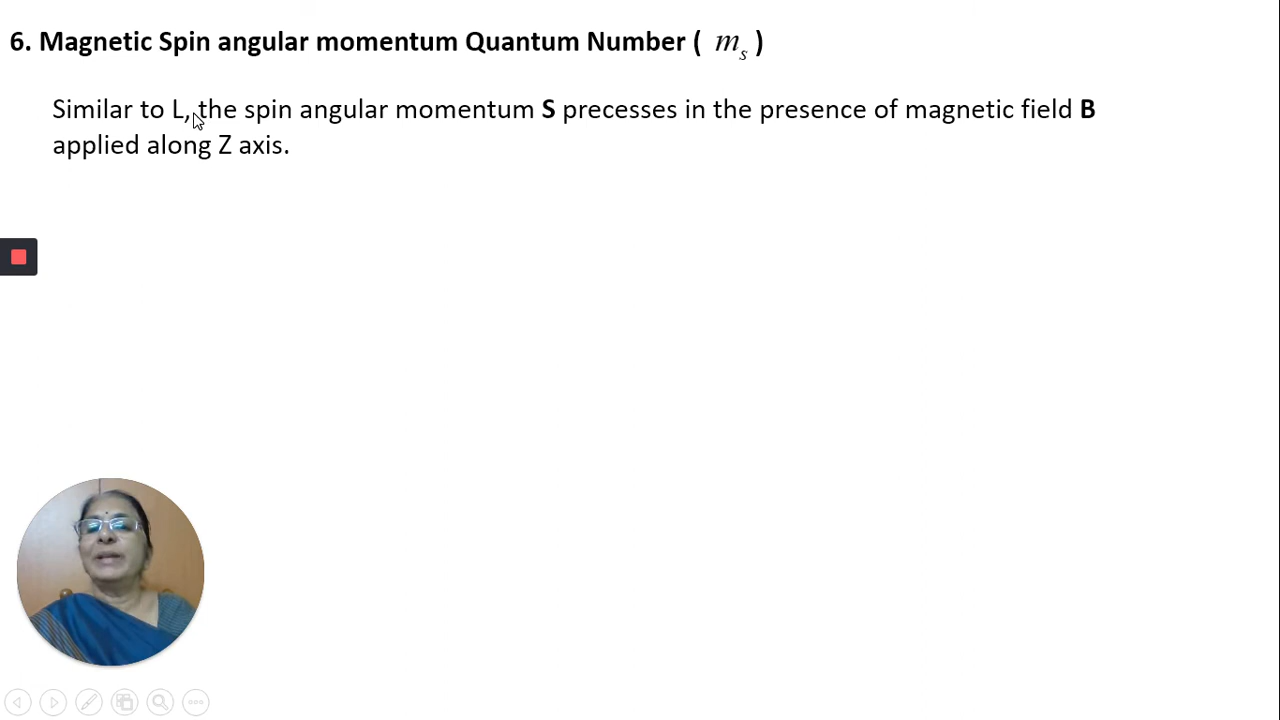 6. Magnetic Spin angular momentum Quantum Number ( mₛ )
Similar to L, the spin angular momentum S precesses in the presence of magnetic field B
applied along Z axis.